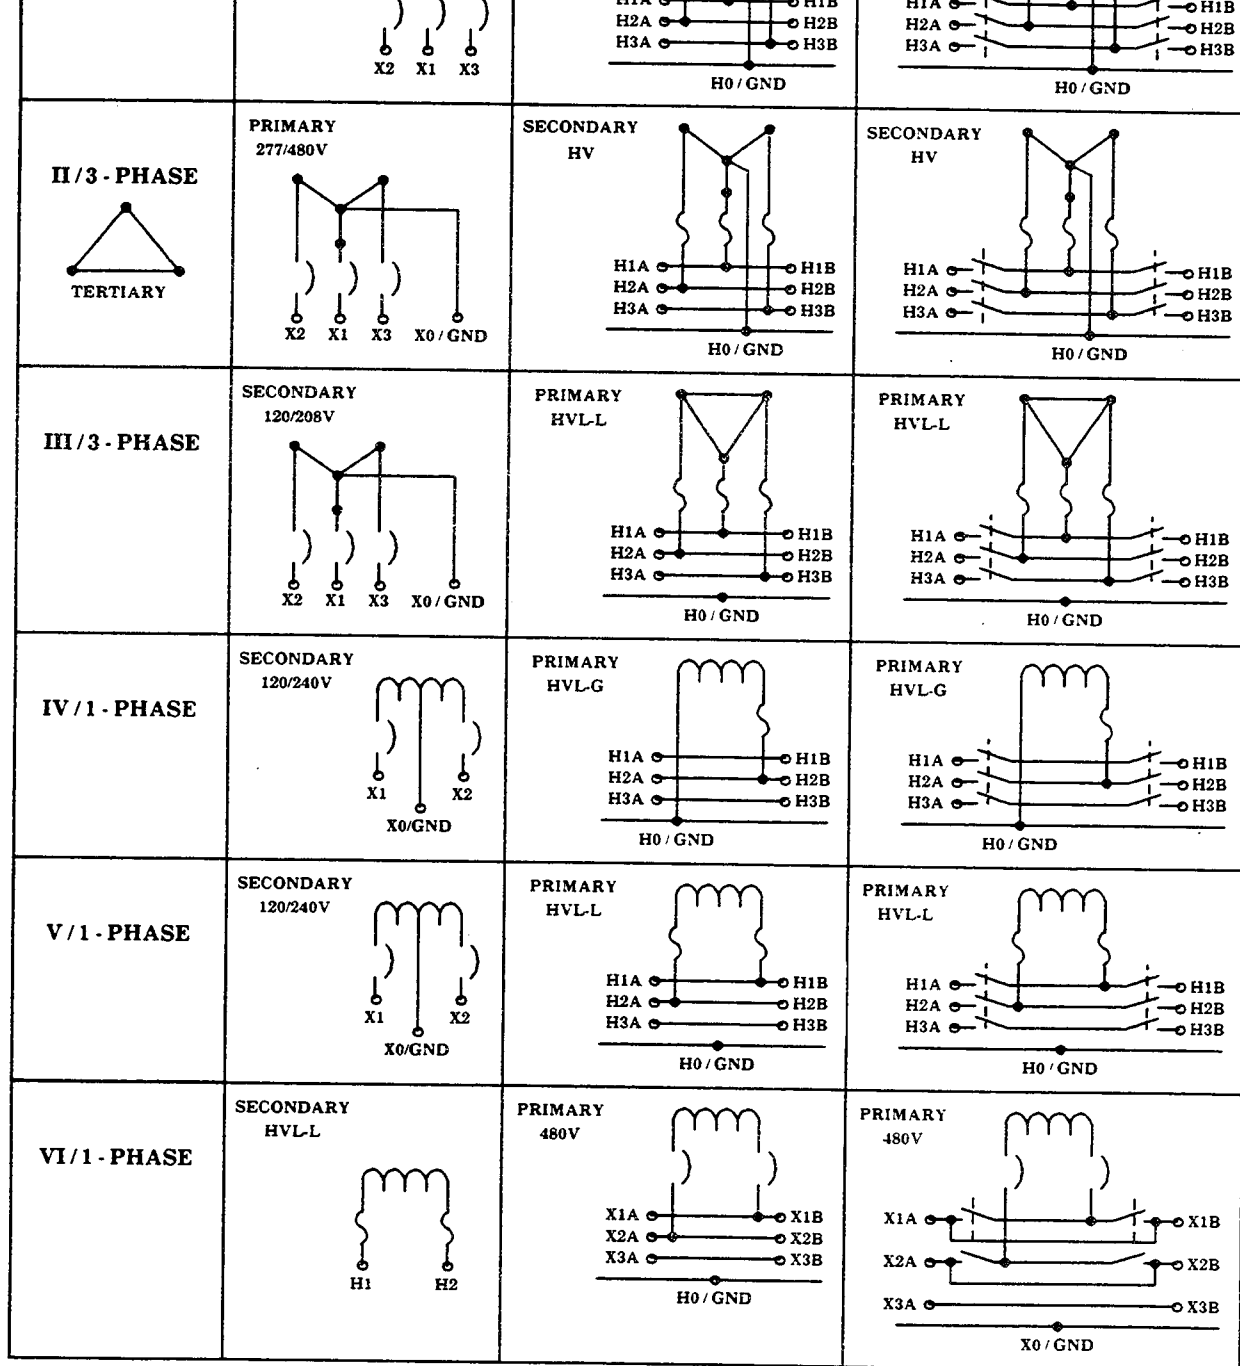 X2 X1 X3
H1A H1B
H2A H2B
H3A H3B
H0 / GND
H1A H1B
H2A H2B
H3A H3B
H0 / GND
II / 3 - PHASE
TERTIARY
PRIMARY
277/480V
X2 X1 X3 X0 / GND
SECONDARY
HV
H1A H1B
H2A H2B
H3A H3B
H0 / GND
SECONDARY
HV
H1A H1B
H2A H2B
H3A H3B
H0 / GND
III / 3 - PHASE
SECONDARY
120/208V
X2 X1 X3 X0 / GND
PRIMARY
HVL-L
H1A H1B
H2A H2B
H3A H3B
H0 / GND
PRIMARY
HVL-L
H1A H1B
H2A H2B
H3A H3B
H0 / GND
IV / 1 - PHASE
SECONDARY
120/240V
X1 X2
X0/GND
PRIMARY
HVL-G
H1A H1B
H2A H2B
H3A H3B
H0 / GND
PRIMARY
HVL-G
H1A H1B
H2A H2B
H3A H3B
H0 / GND
V / 1 - PHASE
SECONDARY
120/240V
X1 X2
X0/GND
PRIMARY
HVL-L
H1A H1B
H2A H2B
H3A H3B
H0 / GND
PRIMARY
HVL-L
H1A H1B
H2A H2B
H3A H3B
H0 / GND
VI / 1 - PHASE
SECONDARY
HVL-L
H1 H2
PRIMARY
480V
X1A X1B
X2A X2B
X3A X3B
H0 / GND
PRIMARY
480V
X1A X1B
X2A X2B
X3A X3B
X0 / GND